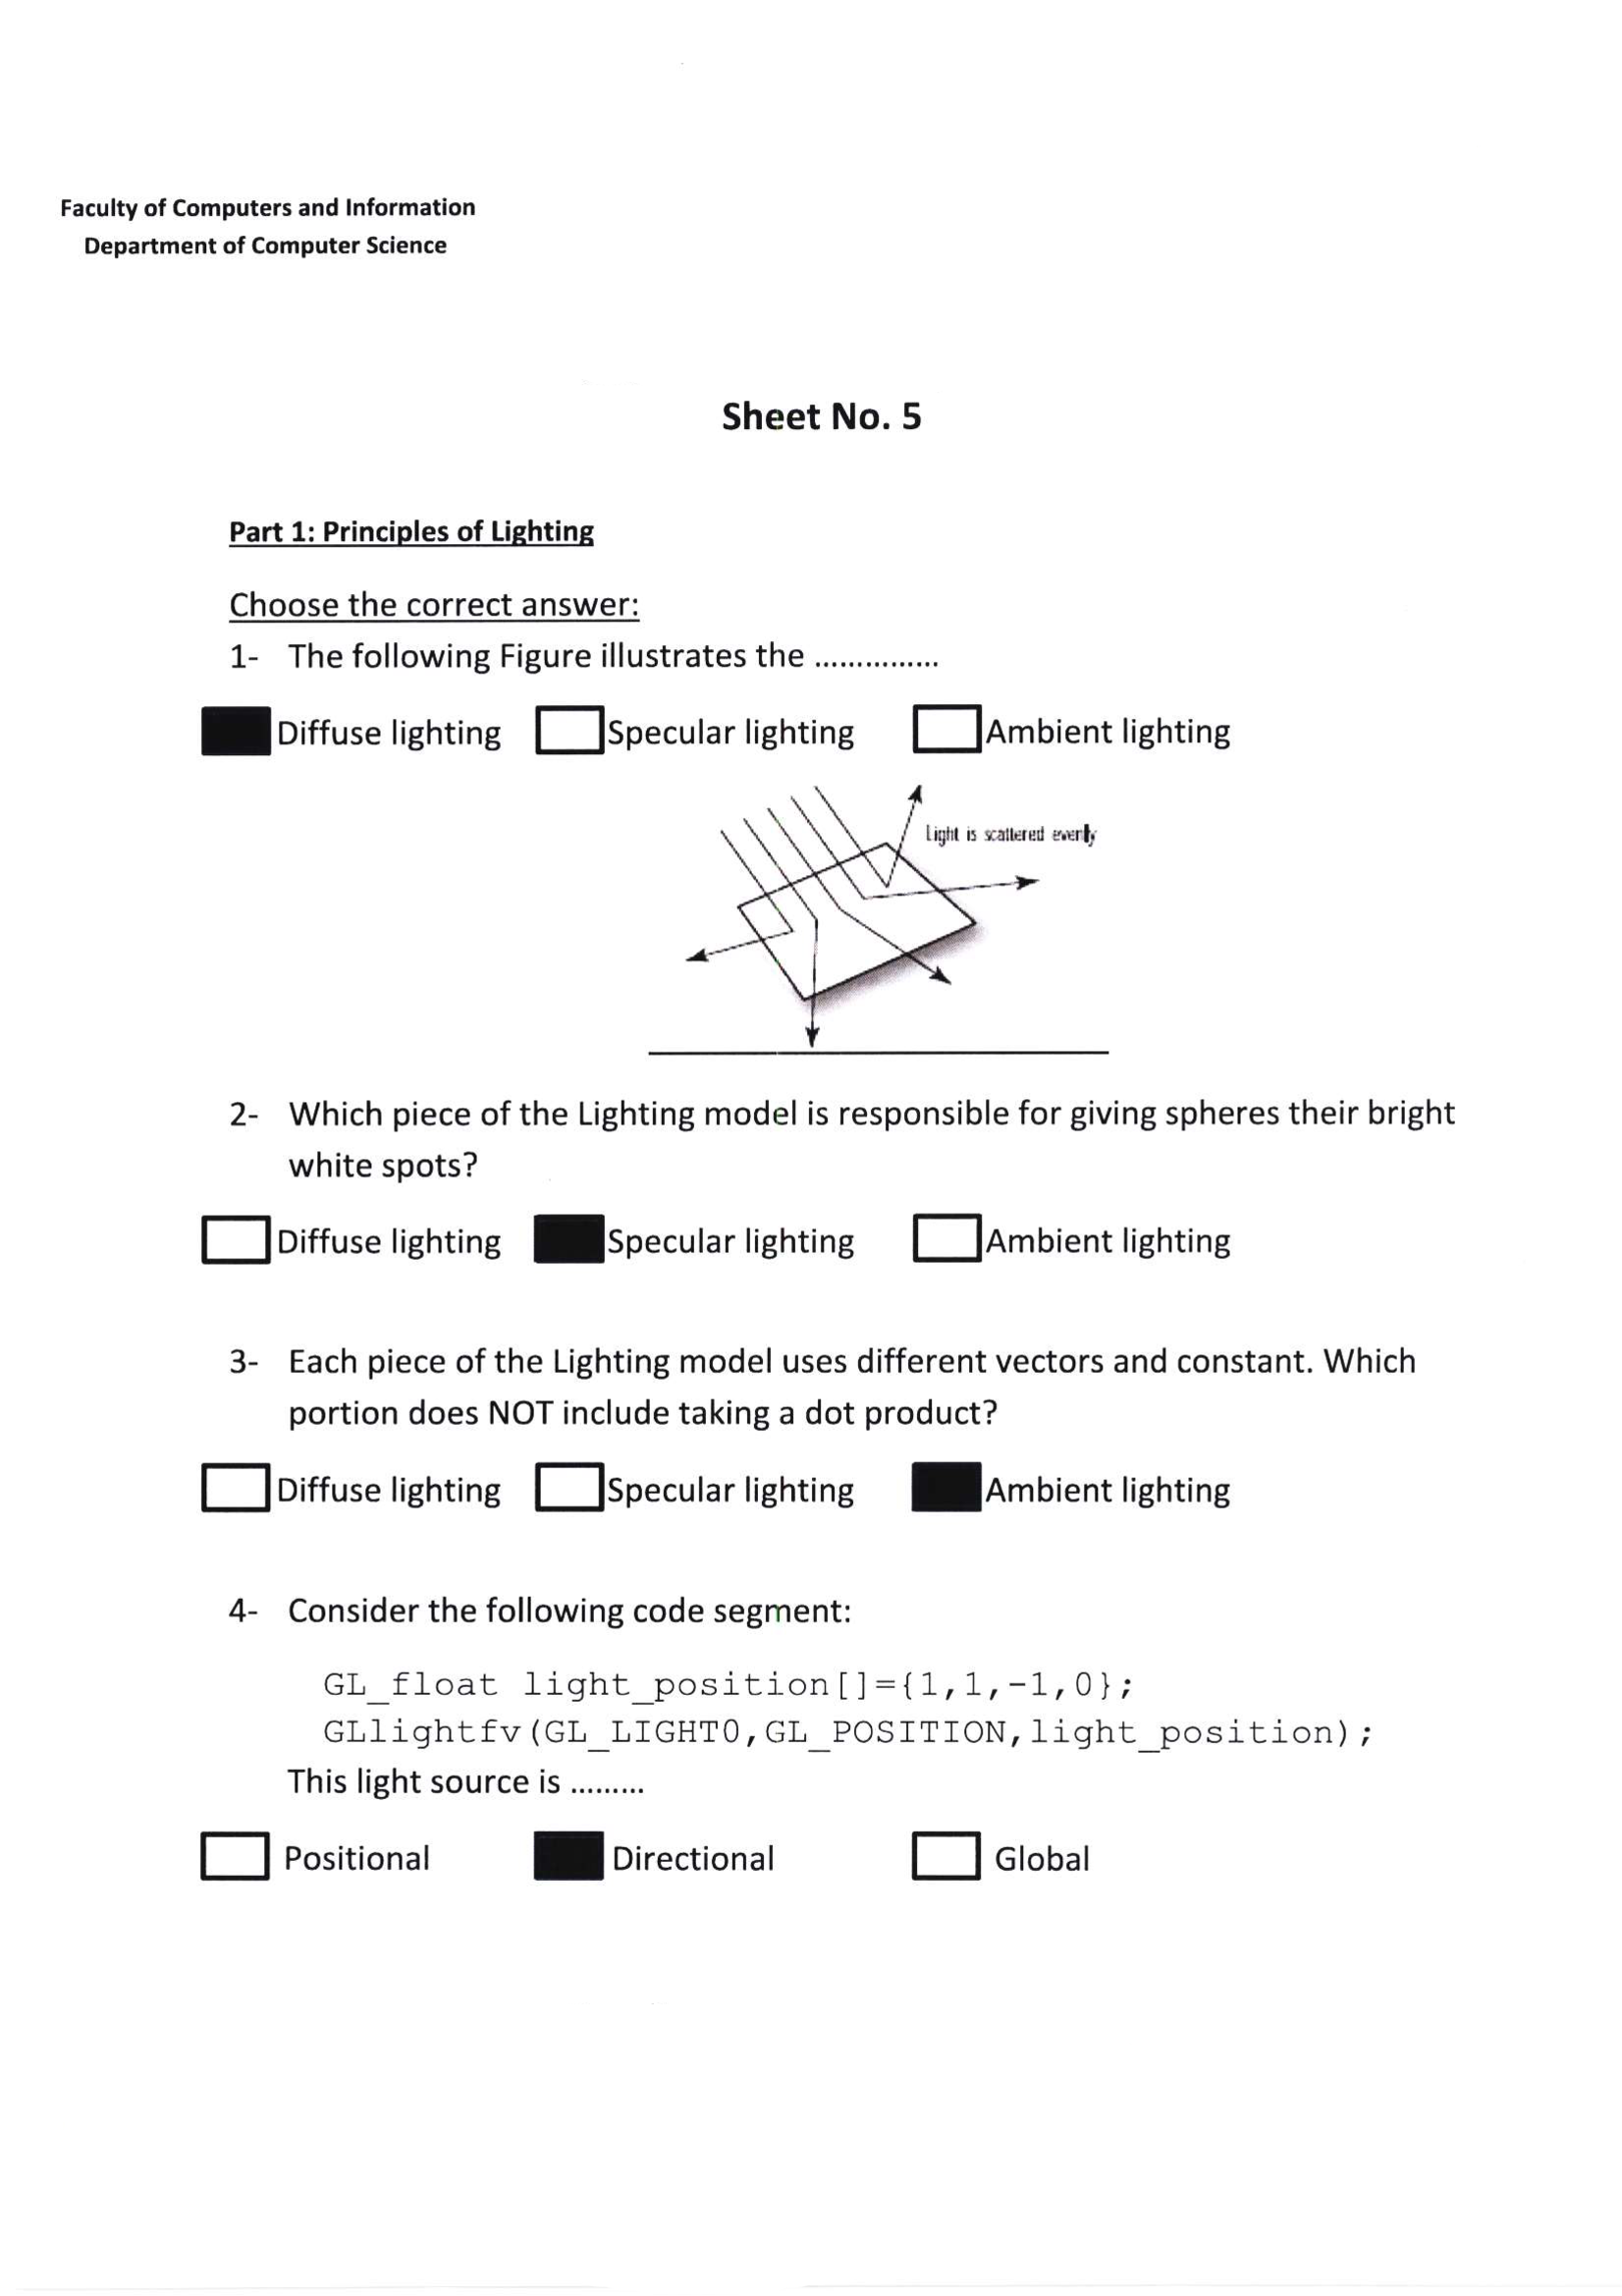 Faculty of Computers and Information
Department of Computer Science
Sheet No. 5
Part 1: Principles of Lighting
Choose the correct answer:
1- The following Figure illustrates the ...............
Diffuse lighting Specular lighting Ambient lighting
Light is scattered evenly
2- Which piece of the Lighting model is responsible for giving spheres their bright
white spots?
Diffuse lighting Specular lighting Ambient lighting
3- Each piece of the Lighting model uses different vectors and constant. Which
portion does NOT include taking a dot product?
Diffuse lighting Specular lighting Ambient lighting
4- Consider the following code segment:
GL_float light_position[]={1,1,-1,0};
GLlightfv(GL_LIGHT0,GL_POSITION,light_position);
This light source is .........
Positional Directional Global